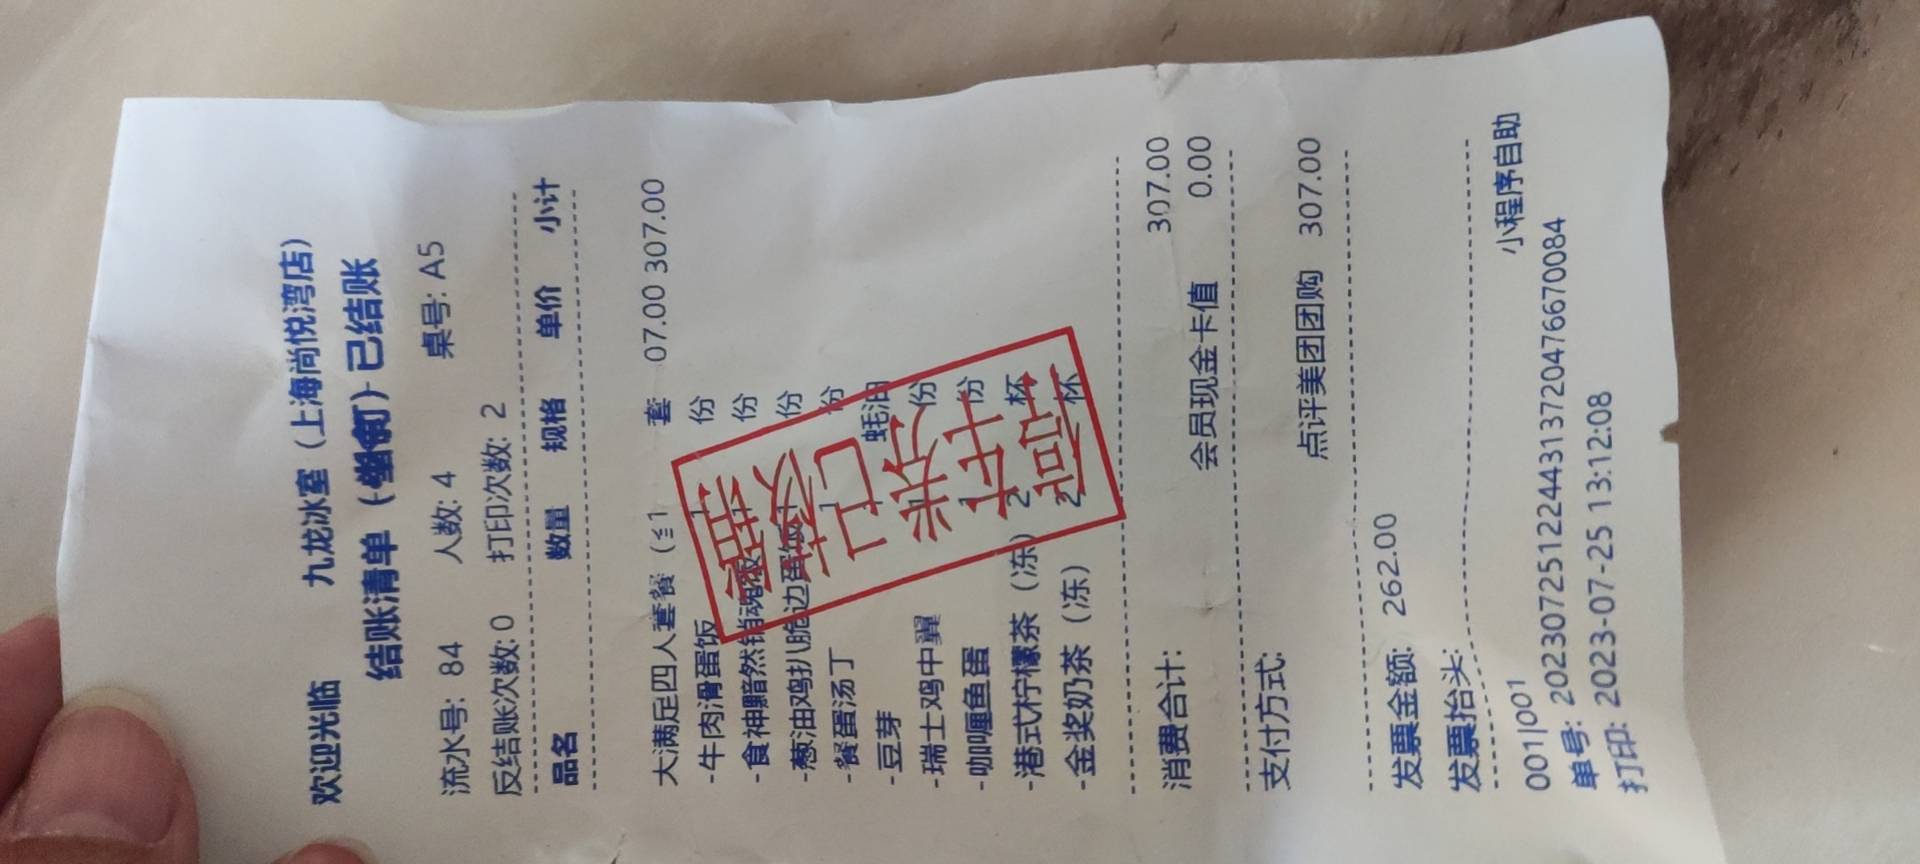 欢迎光临 九龙冰室（上海尚悦湾店）
结账清单（堂食）已结账
流水号: 84 人数: 4 桌号: A5
反结账次数: 0 打印次数: 2
品名 数量 规格 单价 小计
大满足四人套餐（≤1 套 07.00 307.00
-牛肉滑蛋饭 1 份
-食神黯然销魂饭 份
-葱油鸡扒脆边蛋饭 份
-餐蛋汤丁 1 份
-豆芽 1 蚝油
-瑞士鸡中翼 份
-咖喱鱼蛋 1 份
-港式柠檬茶（冻） 2 杯
-金奖奶茶（冻） 2 杯
消费合计: 307.00
会员现金卡值 0.00
支付方式:
点评美团团购 307.00
发票金额: 262.00
发票抬头:
001|001 小程序自助
单号: 20230725122443137204766700​84
打印: 2023-07-25 13:12:08